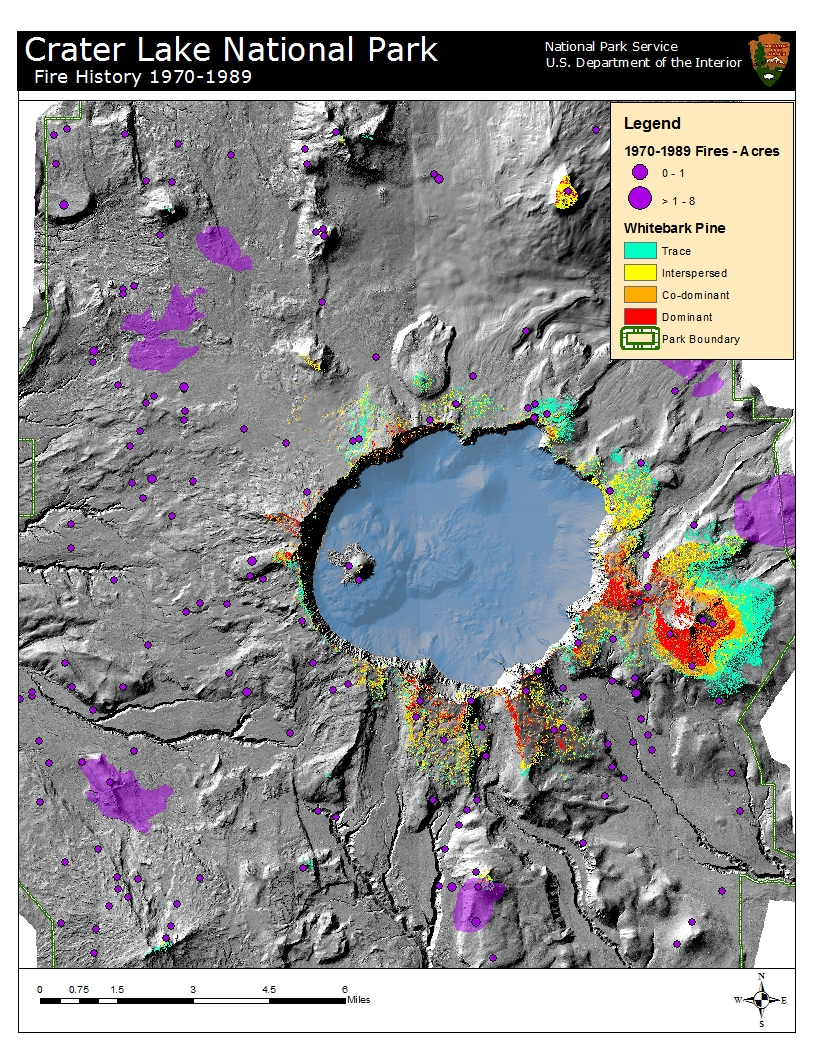 Crater Lake National Park
Fire History 1970-1989
National Park Service
U.S. Department of the Interior
Legend
1970-1989 Fires - Acres
0 - 1
> 1 - 8
Whitebark Pine
Trace
Interspersed
Co-dominant
Dominant
Park Boundary
0 0.75 1.5 3 4.5 6
Miles
N
W E
S